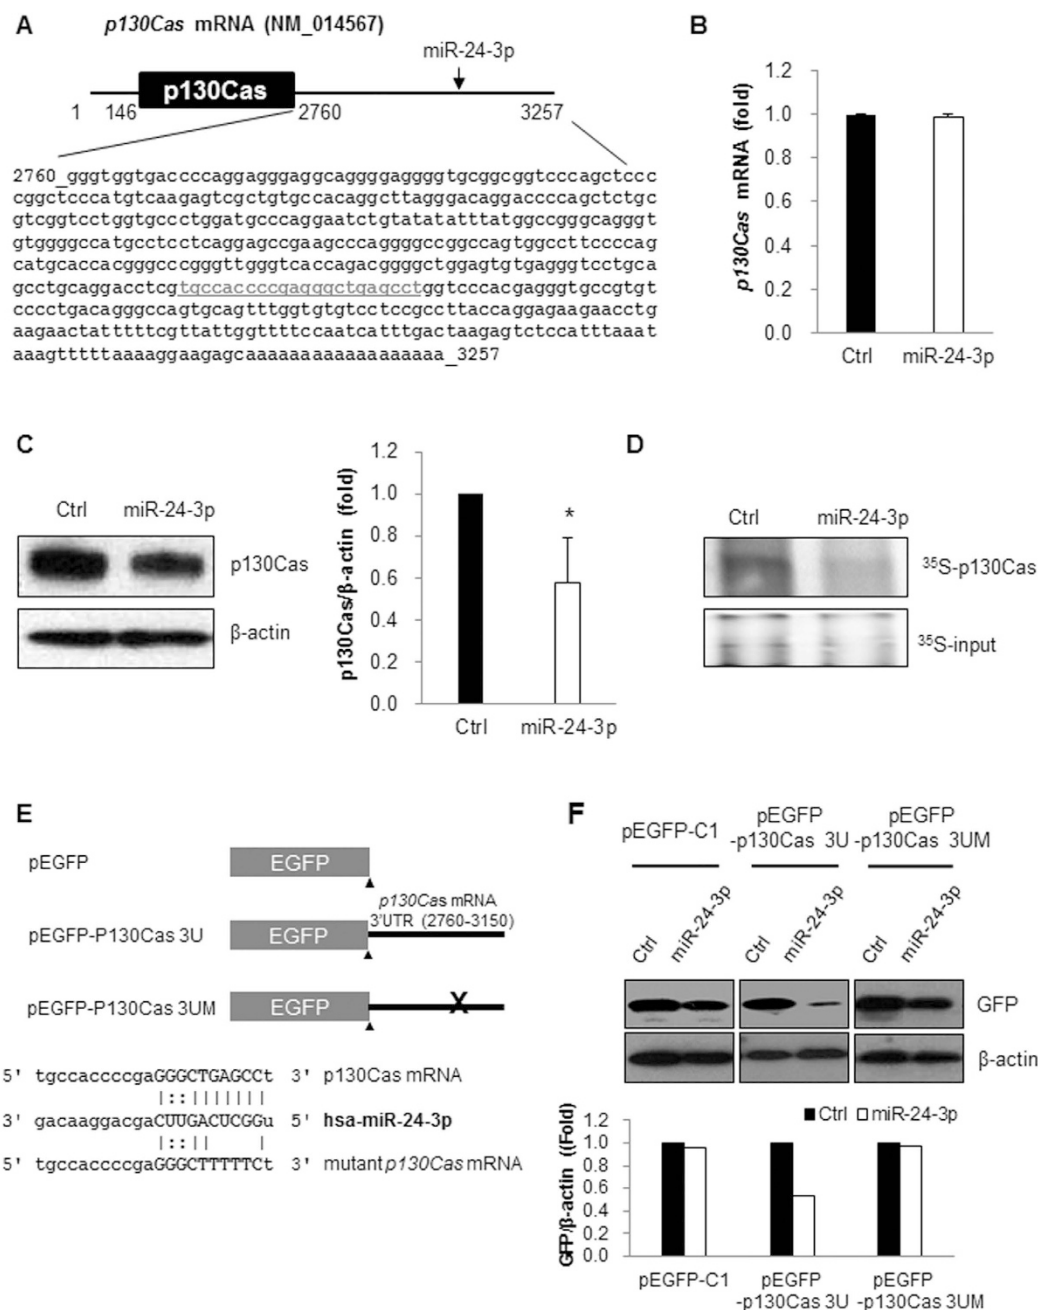 A
p130Cas mRNA (NM_014567)
miR-24-3p
p130Cas
1 146 2760 3257
2760_gggtggtgaccccaggagggaggcaggggaggggtgcggcggtcccagctccc
cggctcccatgtcaagagtcgctgtgccacaggcttagggacaggaccccagctctgc
gtcggtcctggtgccctggatgcccaggaatctgtatatatttatggccgggcagggt
gtggggccatgcctcctcaggagccgaagcccaggggccggccagtggccttccccag
catgcaccacgggcccgggttgggtcaccagacggggctggagtgtgagggtcctgca
gcctgcaggacctcgtgccaccccgagggctgagcctggtcccacgagggtgccgtgt
cccctgacagggccagtgcagtttggtgtgtcctccgccttaccaggagaagaacctg
aagaactatttttcgttattggttttccaatcatttgactaagagtctccatttaaat
aaagtttttaaaaggaagagcaaaaaaaaaaaaaaaaaa_3257
B
p130Cas mRNA (fold)
1.2
1.0
0.8
0.6
0.4
0.2
0.0
Ctrl miR-24-3p
C
Ctrl miR-24-3p
p130Cas
β-actin
p130Cas/β-actin (fold)
1.2
1.0
0.8
0.6
0.4
0.2
0.0
*
Ctrl miR-24-3p
D
Ctrl miR-24-3p
³⁵S-p130Cas
³⁵S-input
E
pEGFP EGFP
p130Cas mRNA
3'UTR (2760-3150)
pEGFP-P130Cas 3U EGFP
pEGFP-P130Cas 3UM EGFP X
5' tgccaccccgaGGGCTGAGCCt 3' p130Cas mRNA
|::|||||||
3' gacaaggacgaCUUGACUCGGu 5' hsa-miR-24-3p
|::|| |
5' tgccaccccgaGGGCTTTTTCt 3' mutant p130Cas mRNA
F
pEGFP-C1
pEGFP
-p130Cas 3U
pEGFP
-p130Cas 3UM
Ctrl miR-24-3p Ctrl miR-24-3p Ctrl miR-24-3p
GFP
β-actin
Ctrl miR-24-3p
GFP/β-actin ((Fold)
1.2
1.0
0.8
0.6
0.4
0.2
0.0
pEGFP-C1
pEGFP
-p130Cas 3U
pEGFP
-p130Cas 3UM